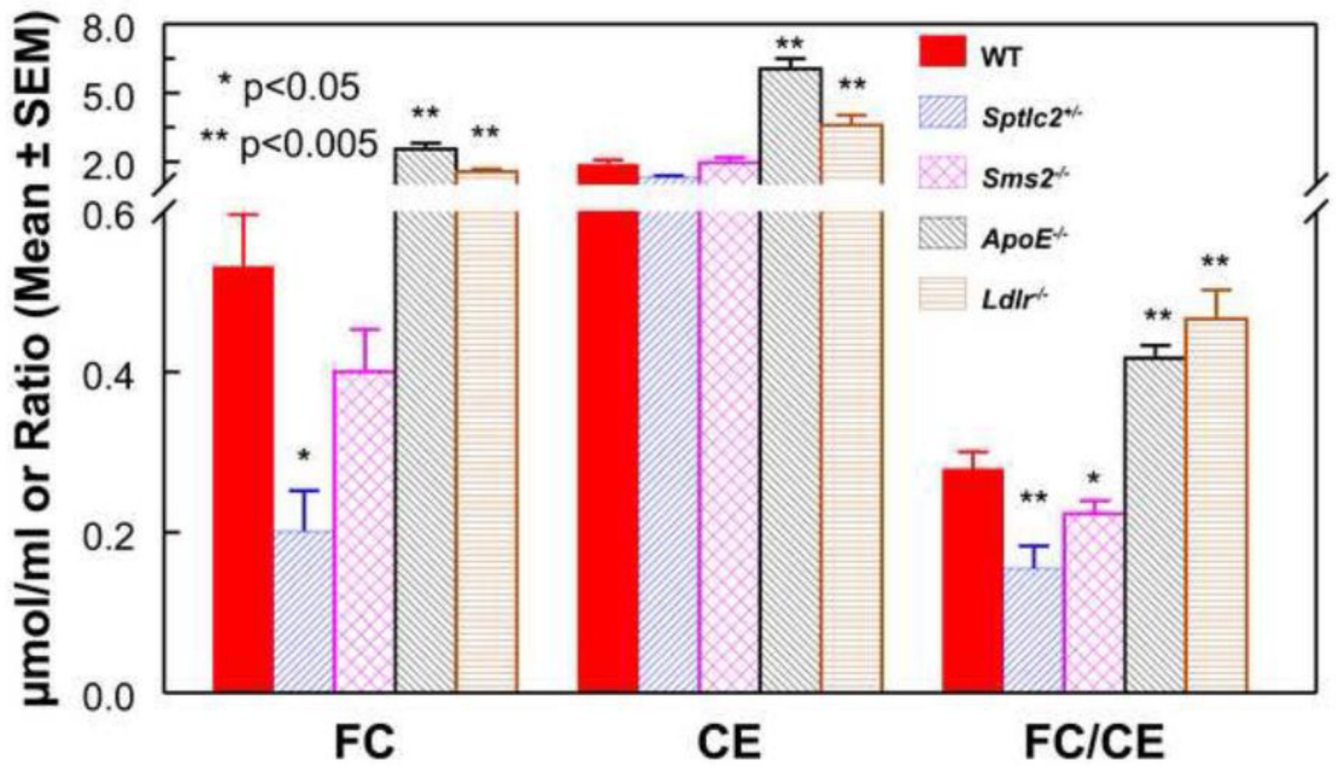 µmol/ml or Ratio (Mean ± SEM)
8.0
5.0
2.0
0.6
0.4
0.2
0.0
* p<0.05
** p<0.005
**
**
**
**
*
**
*
**
**
WT
Sptlc2+/-
Sms2-/-
ApoE-/-
Ldlr-/-
FC
CE
FC/CE